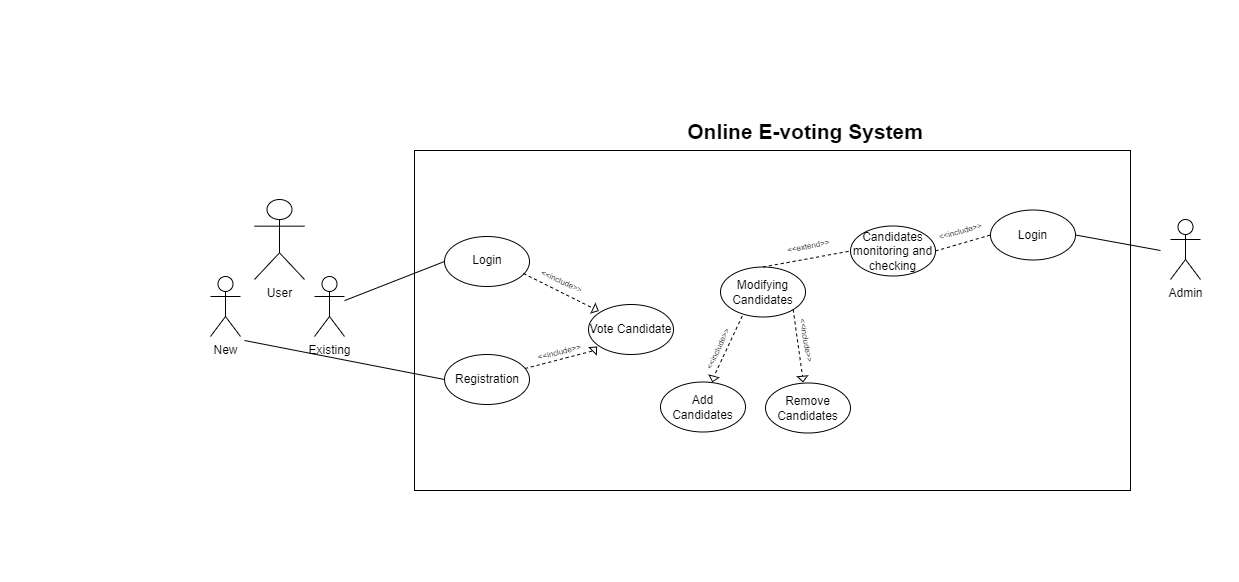 Online E-voting System
User
New
Existing
Login
<<include>>
Vote Candidate
Registration
<<include>>
Modifying
Candidates
<<extend>>
Candidates
monitoring and
checking
<<include>>
Login
Admin
<<include>>
<<include>>
Add
Candidates
Remove
Candidates